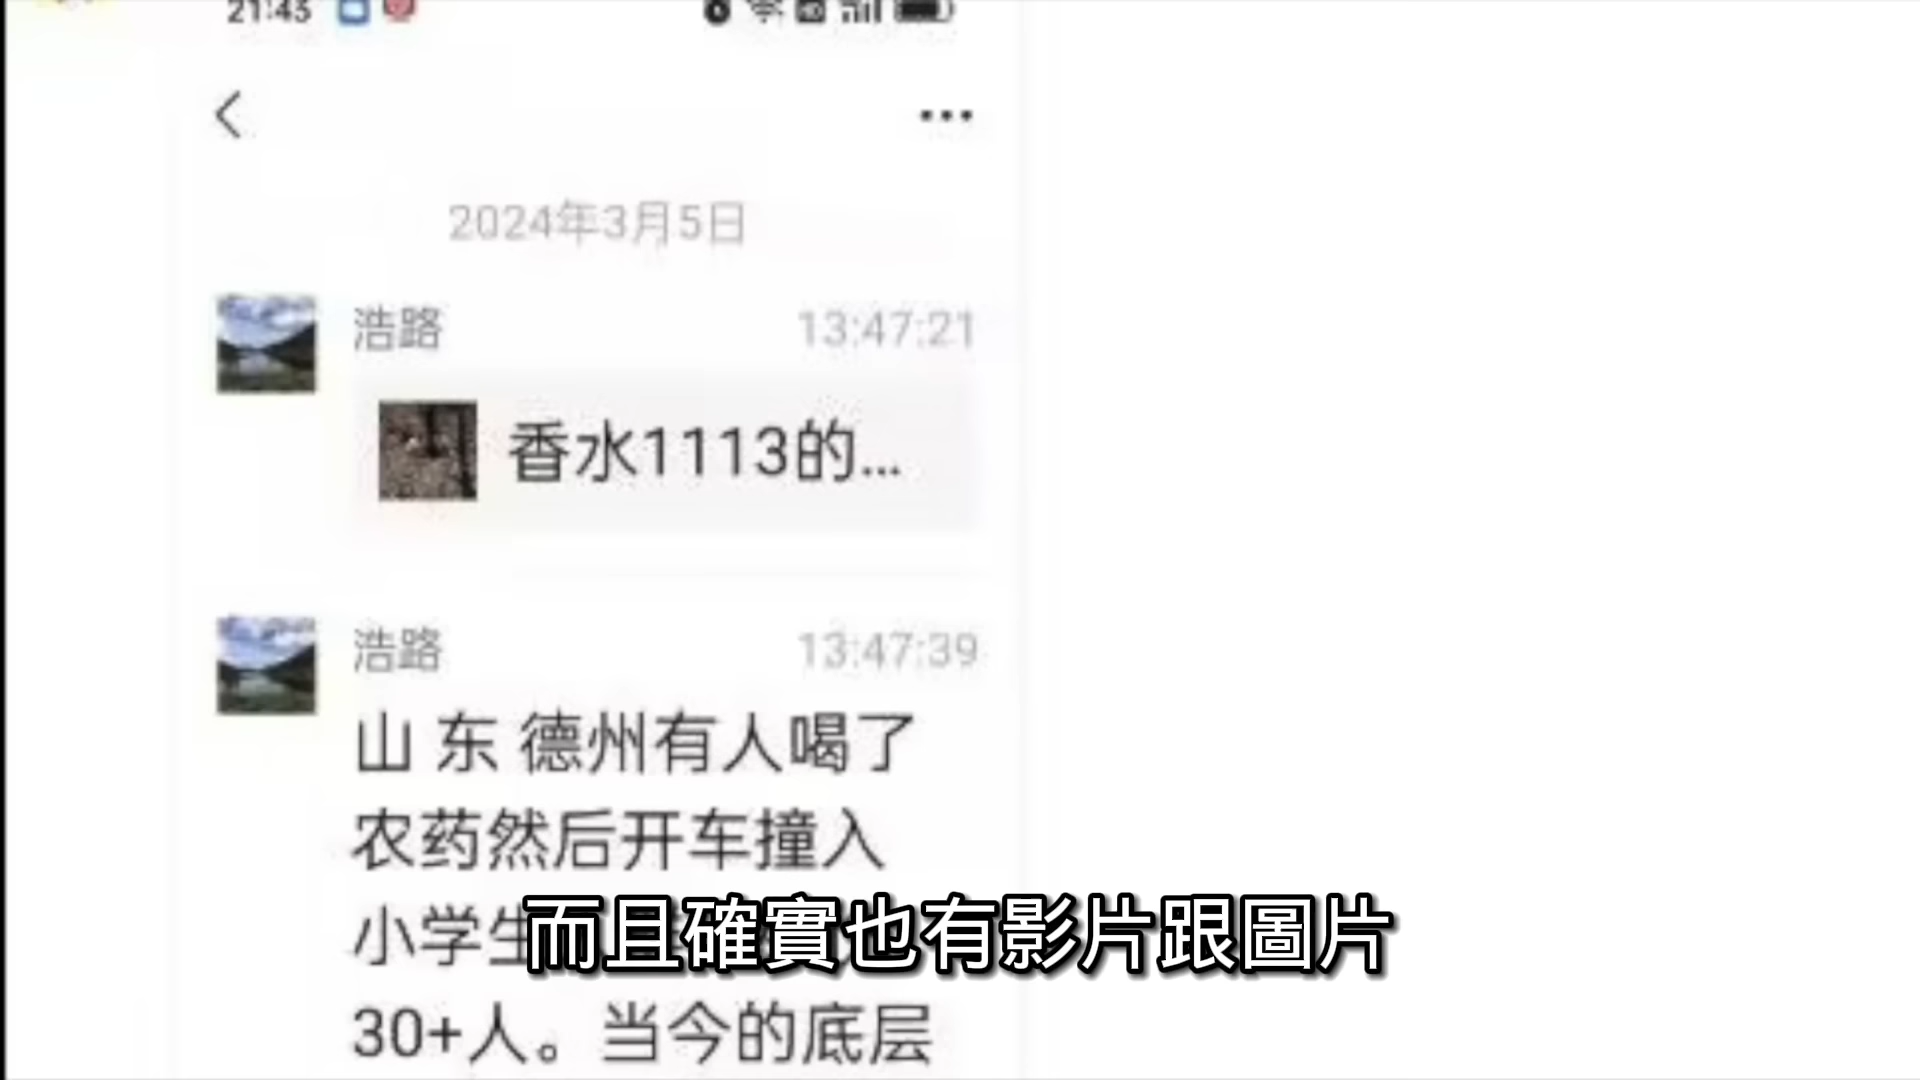 21:43
2024年3月5日
浩路
13:47:21
香水1113的...
浩路
13:47:39
山 东 德州有人喝了
农药然后开车撞入
小学生
而且確實也有影片跟圖片
30+人。当今的底层